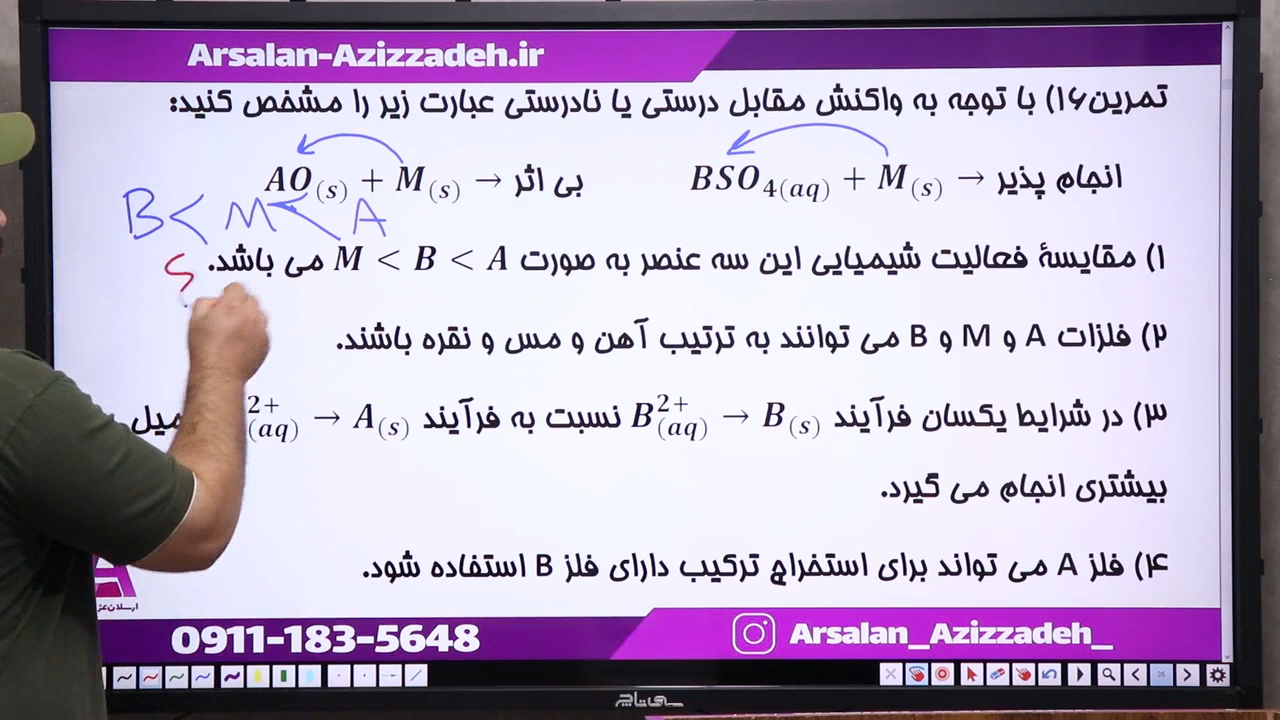 Arsalan-Azizzadeh.ir
تمرین۱۶) با توجه به واکنش مقابل درستی یا نادرستی عبارت زیر را مشخص کنید:
BSO4(aq) + M(s) → انجام پذیر
AO(s) + M(s) → بی اثر
B < M < A
۱) مقایسهٔ فعالیت شیمیایی این سه عنصر به صورت M < B < A می باشد.
۲) فلزات A و M و B می توانند به ترتیب آهن و مس و نقره باشند.
۳) در شرایط یکسان فرآیند B2+(aq) → B(s) نسبت به فرآیند 2+(aq) → A(s)
بیشتری انجام می گیرد.
۴) فلز A می تواند برای استخراج ترکیب دارای فلز B استفاده شود.
0911-183-5648
Arsalan_Azizzadeh_